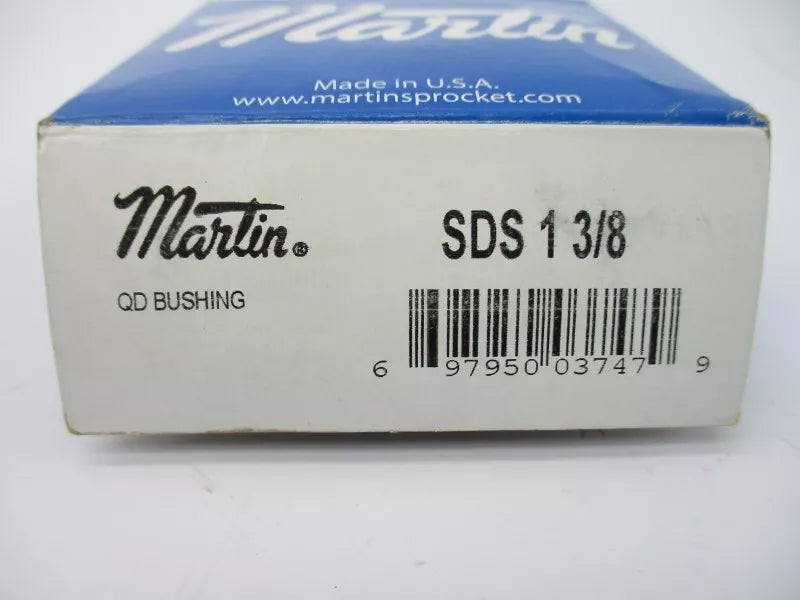 Martin
Made in U.S.A.
www.martinsprocket.com
Martin®
SDS 1 3/8
QD BUSHING
6 97950 03747 9